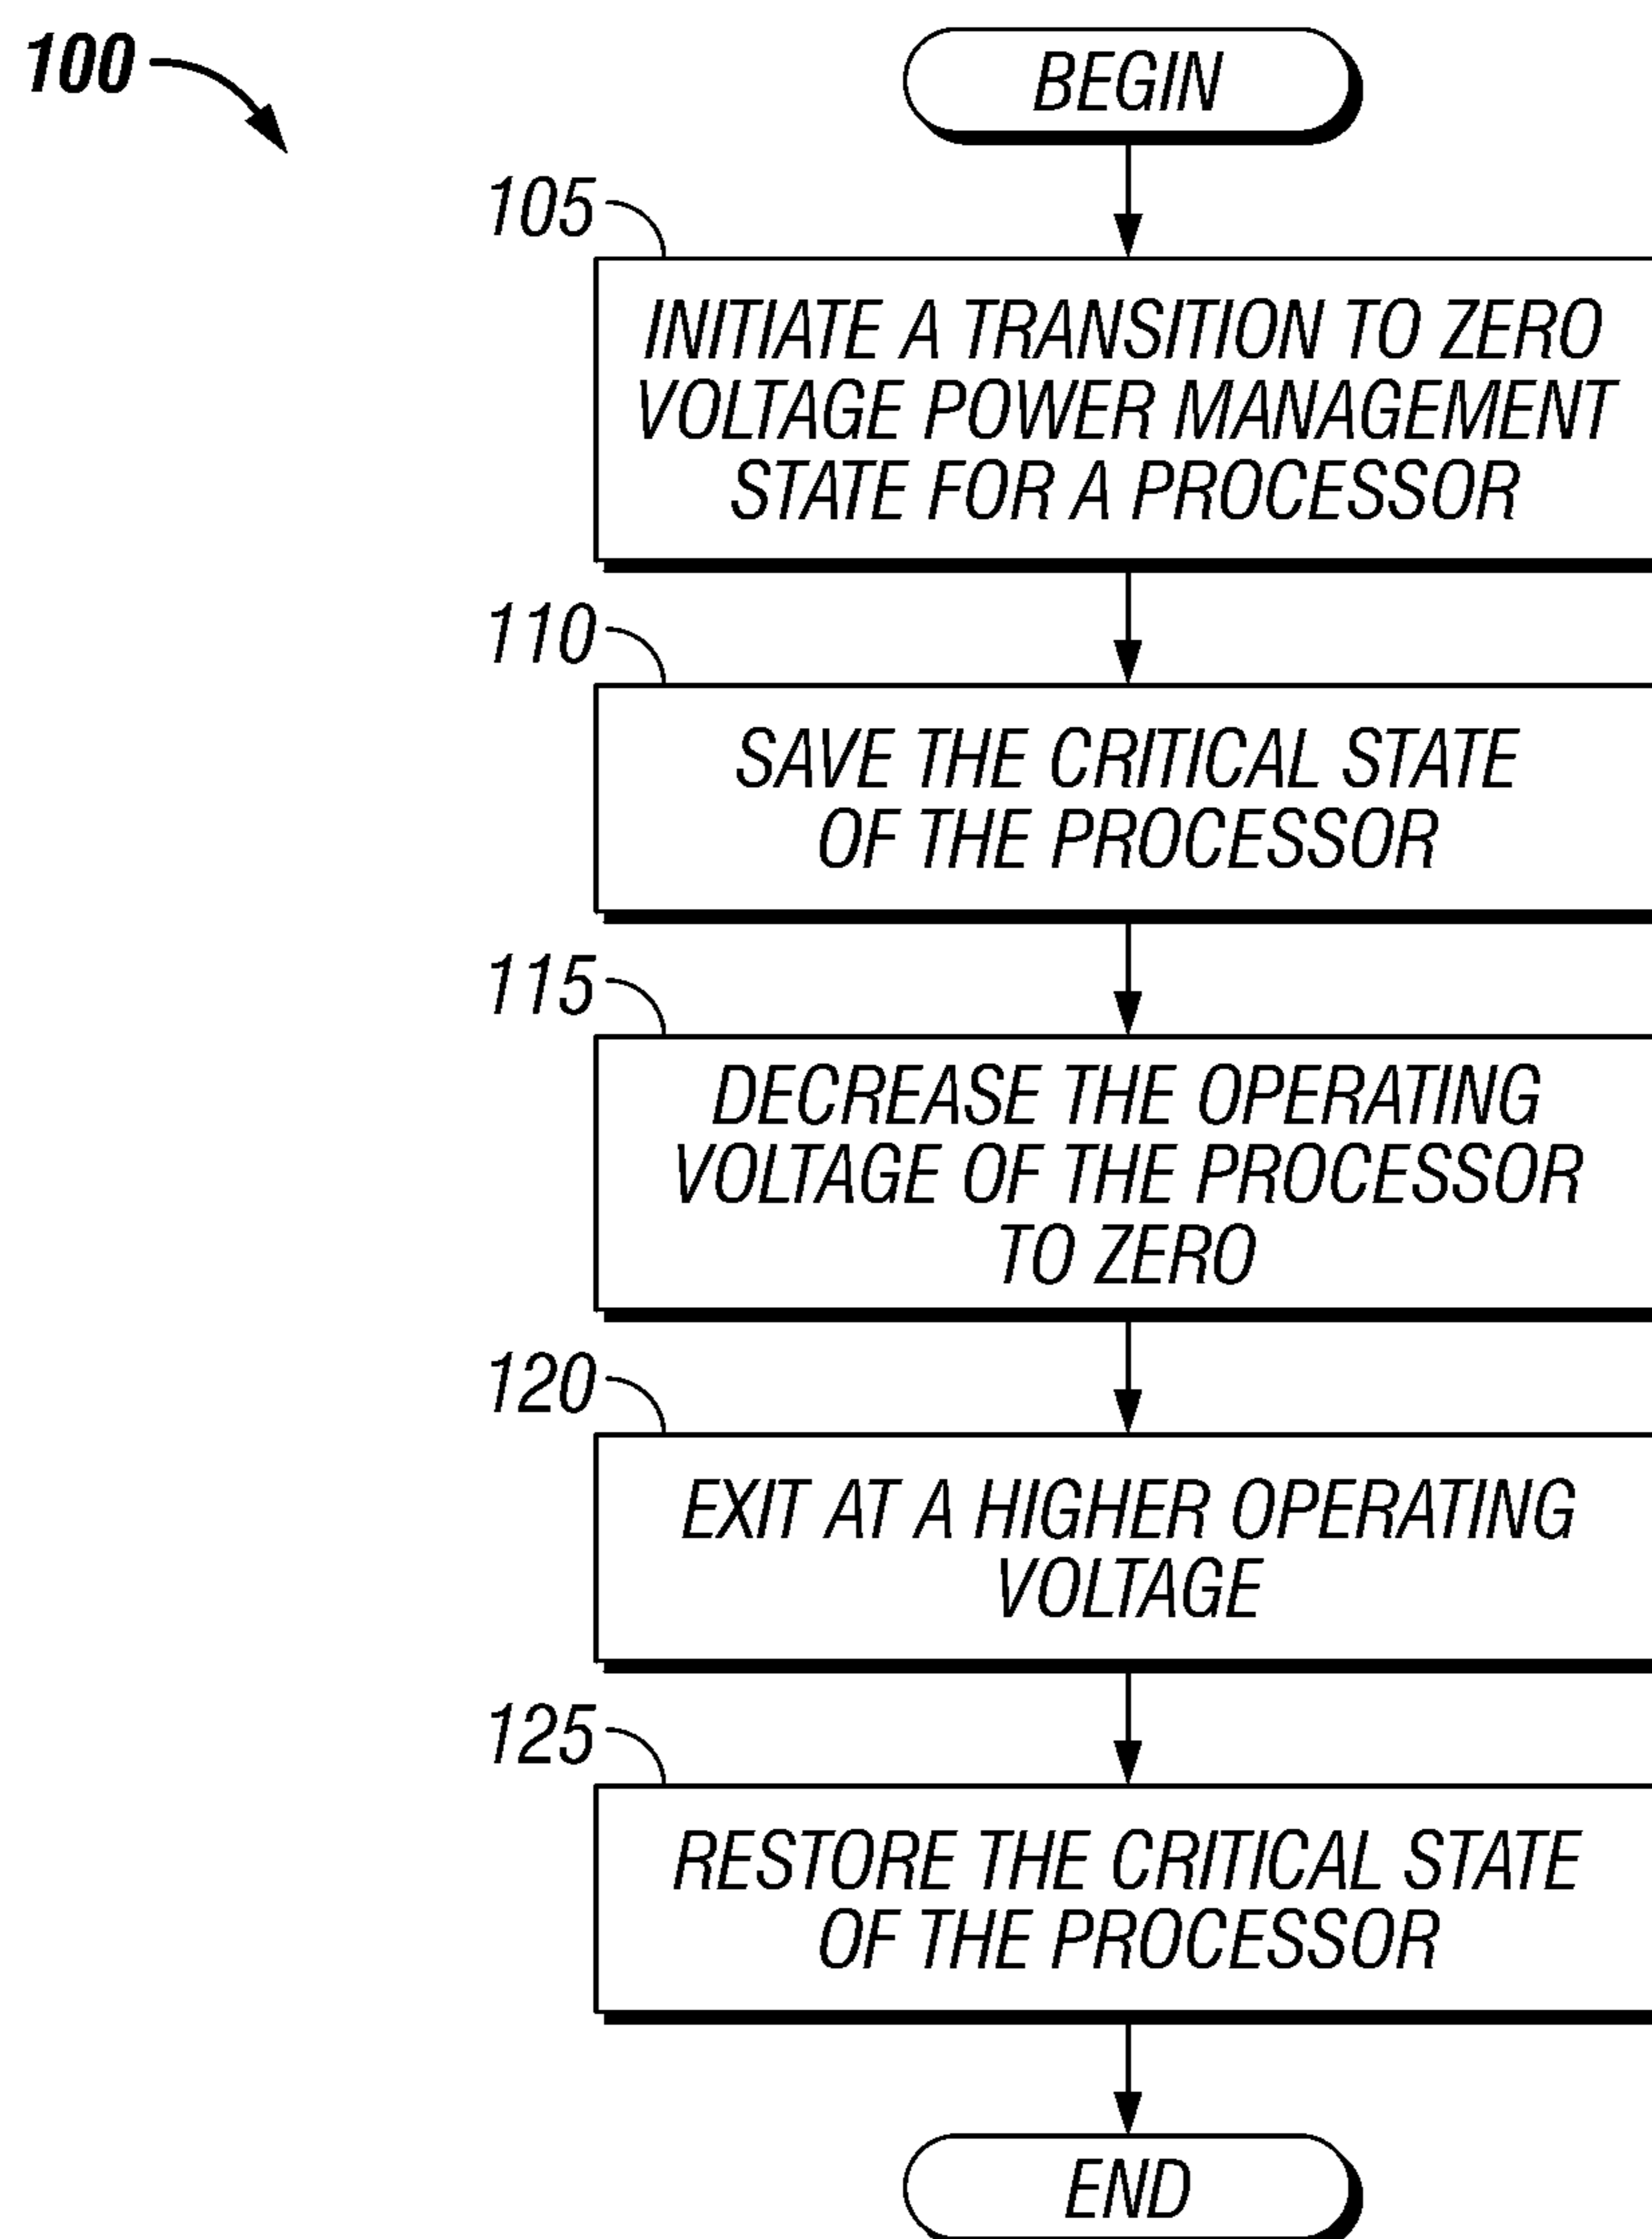 100
BEGIN
105
INITIATE A TRANSITION TO ZERO
VOLTAGE POWER MANAGEMENT
STATE FOR A PROCESSOR
110
SAVE THE CRITICAL STATE
OF THE PROCESSOR
115
DECREASE THE OPERATING
VOLTAGE OF THE PROCESSOR
TO ZERO
120
EXIT AT A HIGHER OPERATING
VOLTAGE
125
RESTORE THE CRITICAL STATE
OF THE PROCESSOR
END